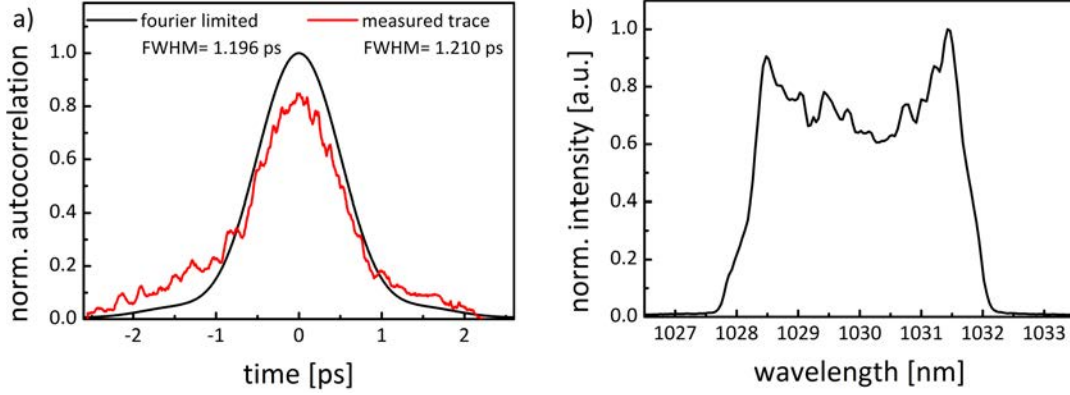 a)
fourier limited
FWHM= 1.196 ps
measured trace
FWHM= 1.210 ps
norm. autocorrelation
1.0
0.8
0.6
0.4
0.2
0.0
-2 -1 0 1 2
time [ps]
b)
norm. intensity [a.u.]
1.0
0.8
0.6
0.4
0.2
0.0
1027 1028 1029 1030 1031 1032 1033
wavelength [nm]